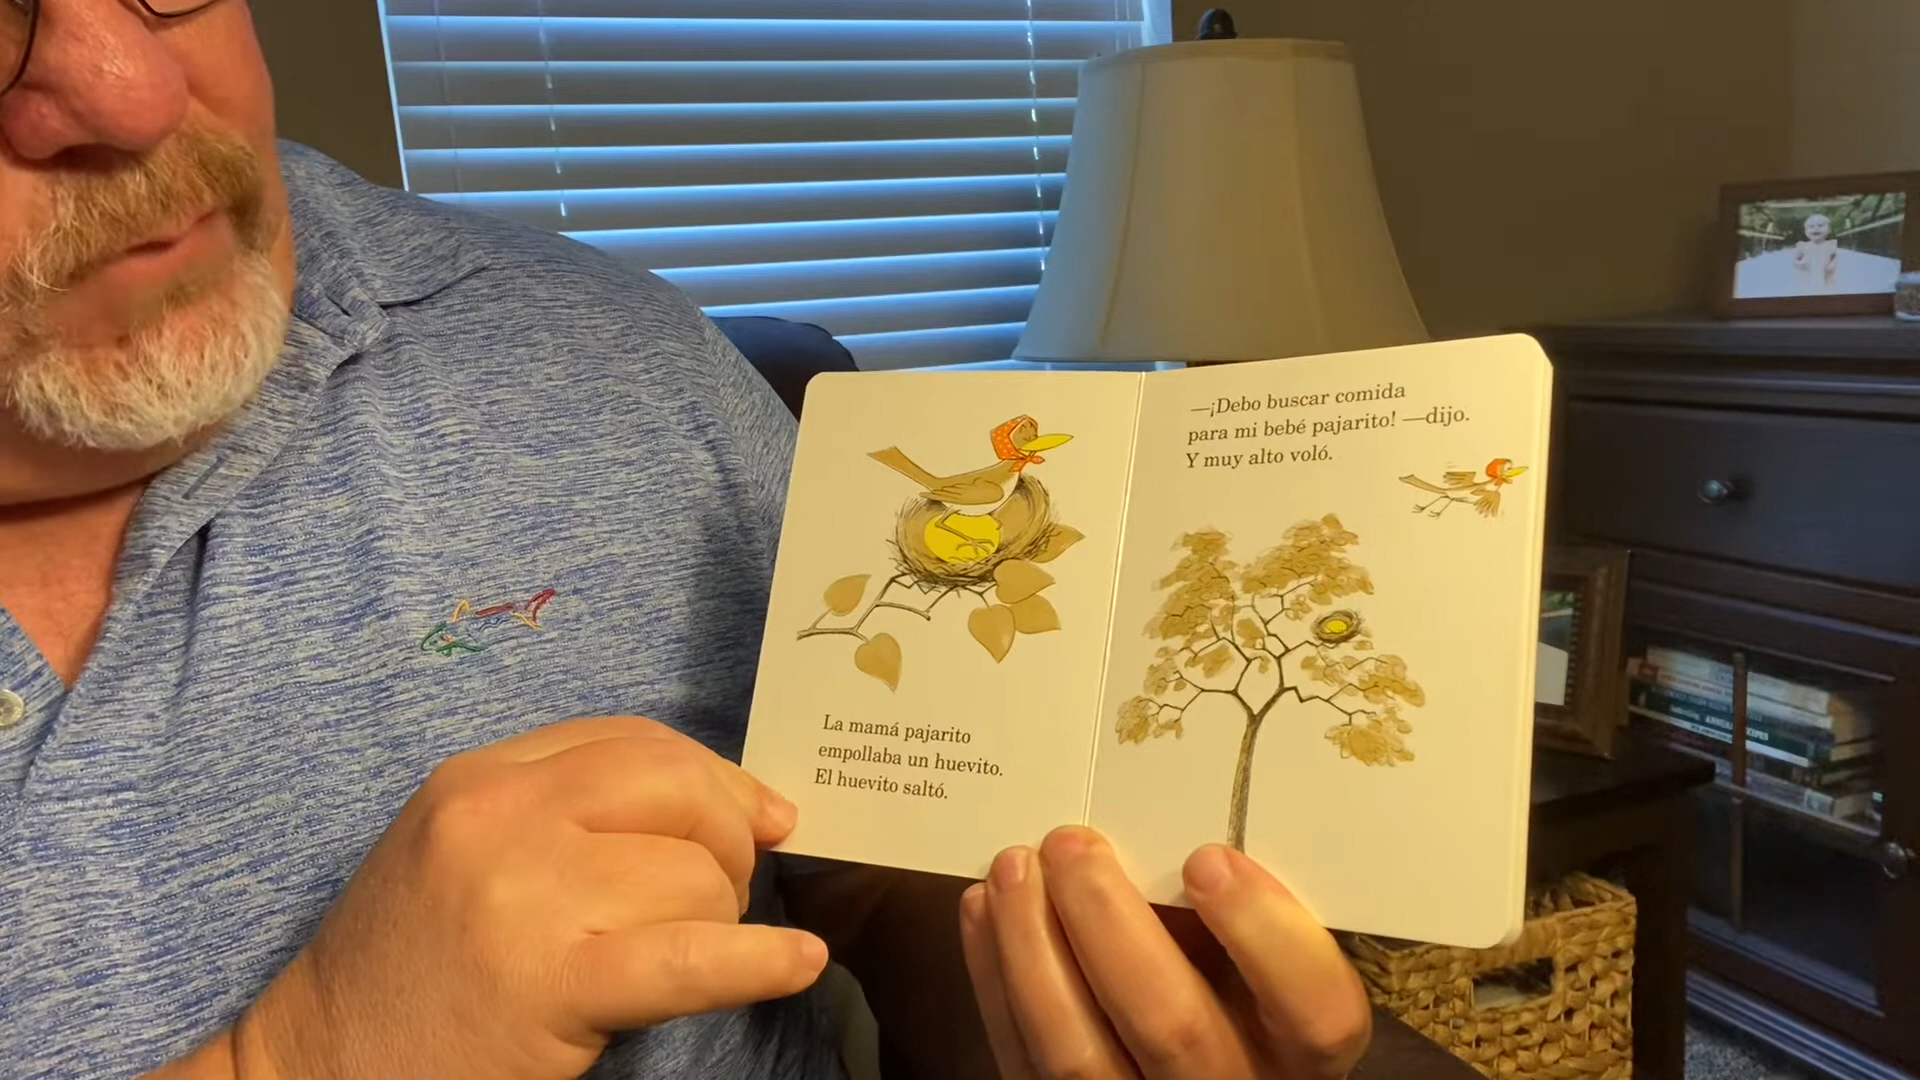 La mamá pajarito
empollaba un huevito.
El huevito saltó.
—¡Debo buscar comida
para mi bebé pajarito! —dijo.
Y muy alto voló.